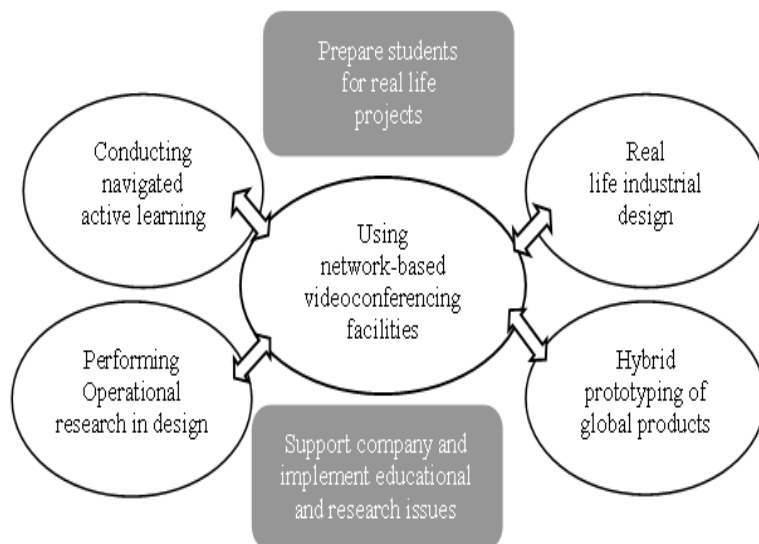 Prepare students
for real life
projects
Conducting
navigated
active learning
Real
life industrial
design
Using
network-based
videoconferencing
facilities
Performing
Operational
research in design
Hybrid
prototyping of
global products
Support company and
implement educational
and research issues